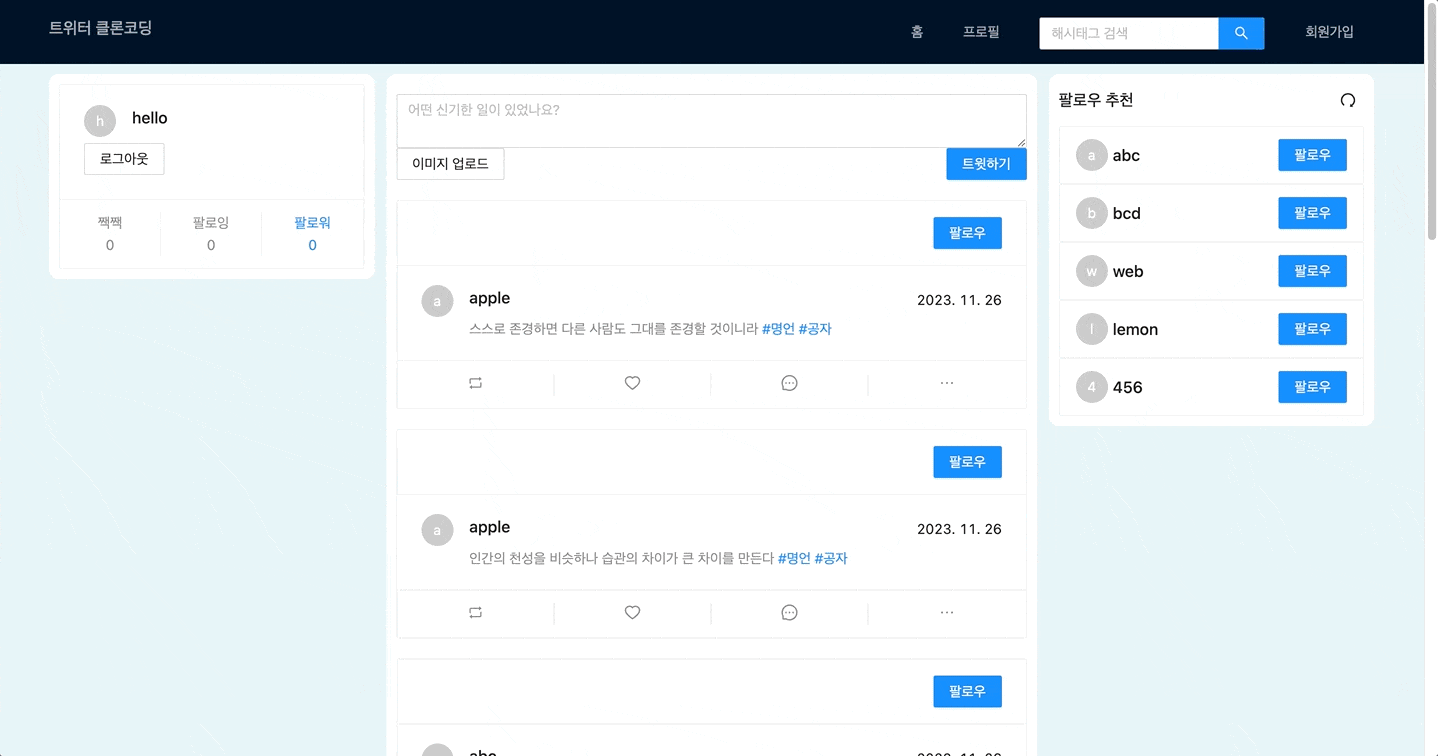 트위터 클론코딩
홈
프로필
해시태그 검색
회원가입
h
hello
로그아웃
짹짹
0
팔로잉
0
팔로워
0
어떤 신기한 일이 있었나요?
이미지 업로드
트윗하기
팔로우
a
apple
2023. 11. 26
스스로 존경하면 다른 사람도 그대를 존경할 것이니라 #명언 #공자
팔로우
a
apple
2023. 11. 26
인간의 천성을 비슷하나 습관의 차이가 큰 차이를 만든다 #명언 #공자
팔로우
팔로우 추천
a
abc
팔로우
b
bcd
팔로우
w
web
팔로우
l
lemon
팔로우
4
456
팔로우